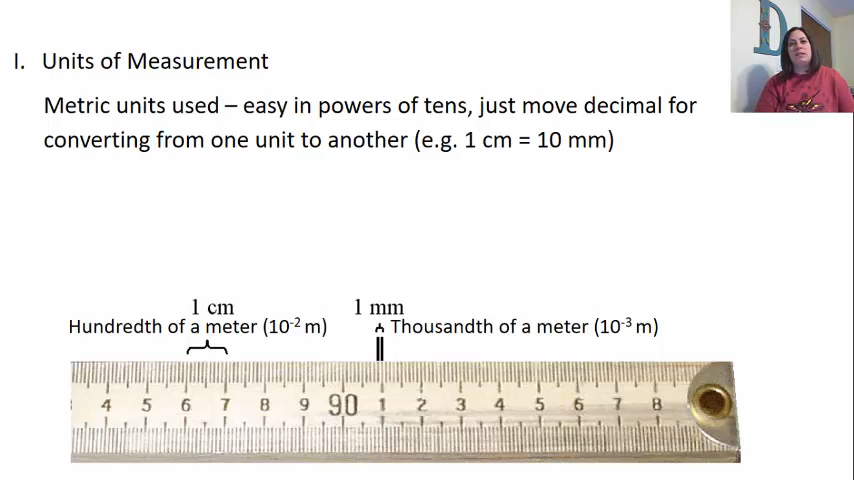 I. Units of Measurement
Metric units used – easy in powers of tens, just move decimal for
converting from one unit to another (e.g. 1 cm = 10 mm)
1 cm 1 mm
Hundredth of a meter (10⁻² m) Thousandth of a meter (10⁻³ m)
4 5 6 7 8 9 90 1 2 3 4 5 6 7 8
D